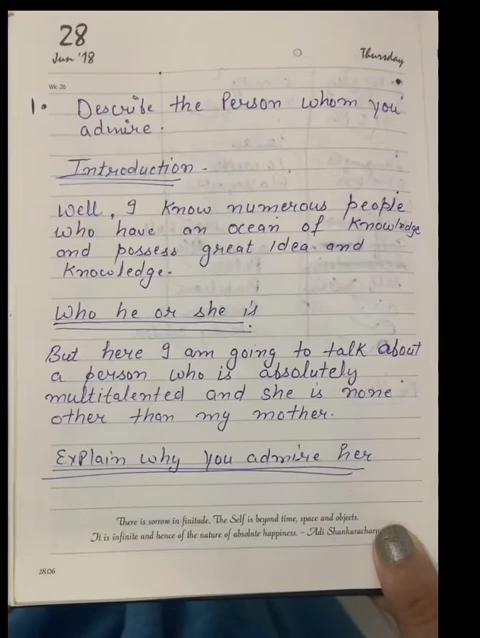 28
Jun '18
Thursday
Wk 26
1. Describe the Person whom you
admire.
Introduction.
Well, I know numerous people
who have an ocean of knowledge
and possess great idea and
knowledge.
Who he or she is
But here I am going to talk about
a person who is absolutely
multitalented and she is none
other than my mother.
Explain why you admire her
There is sorrow in finitude. The Self is beyond time, space and objects.
It is infinite and hence of the nature of absolute happiness. – Adi
28.06